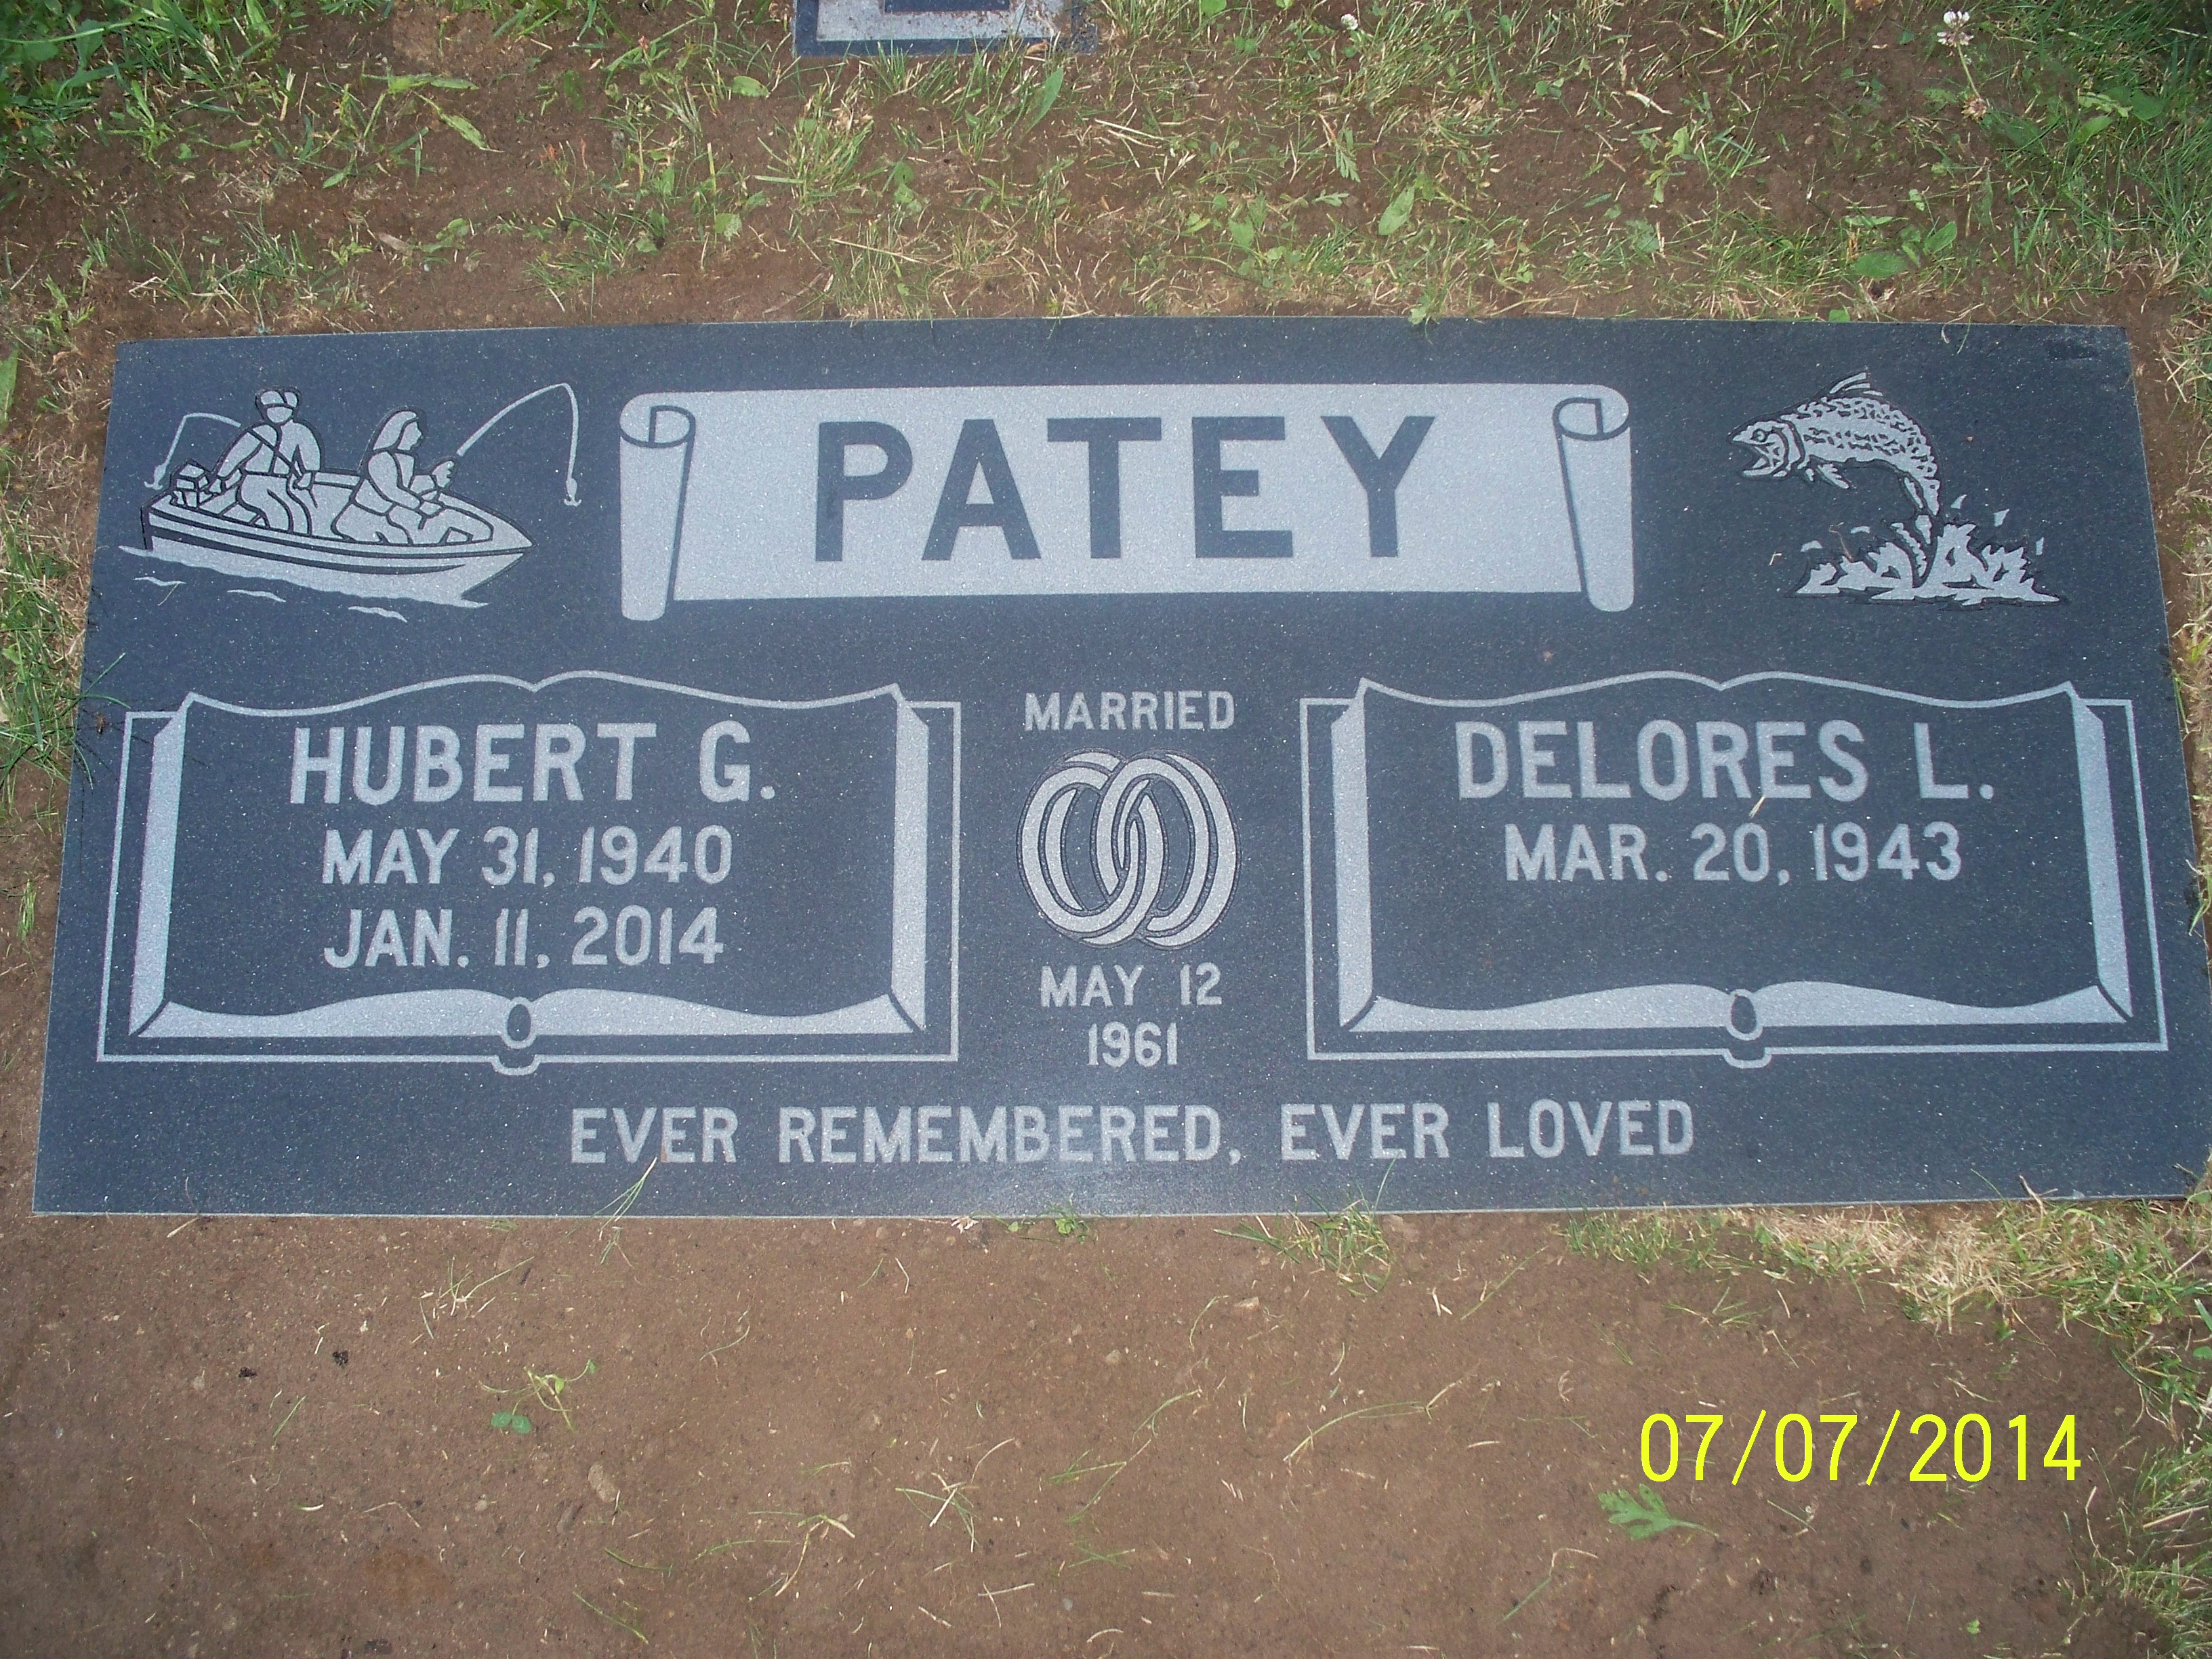 PATEY
HUBERT G.
MAY 31, 1940
JAN. 11, 2014
MARRIED
MAY 12
1961
DELORES L.
MAR. 20, 1943
EVER REMEMBERED, EVER LOVED
07/07/2014